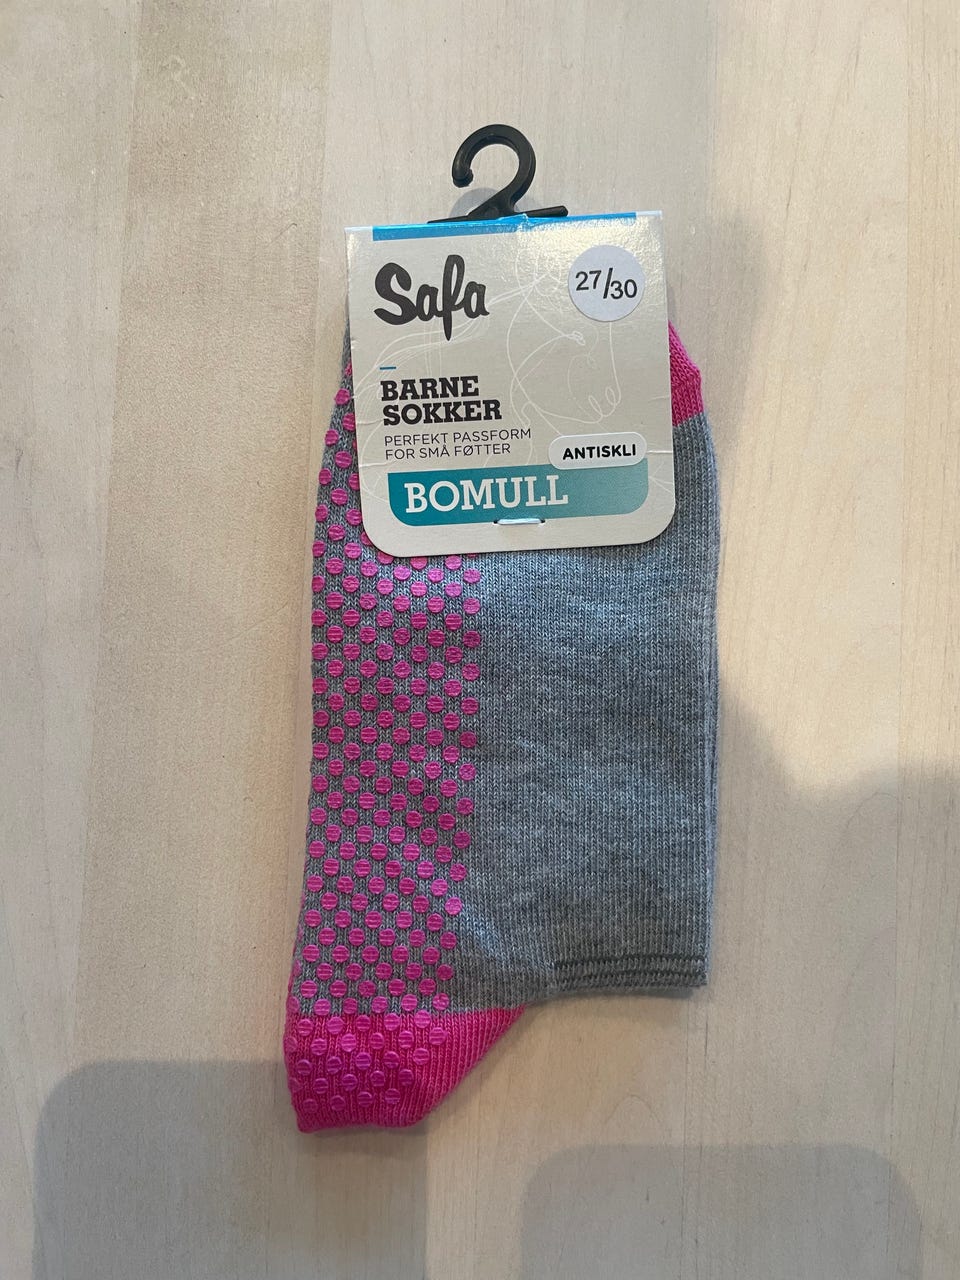 Safa
27/30
BARNE
SOKKER
PERFEKT PASSFORM
FOR SMÅ FØTTER
ANTISKLI
BOMULL